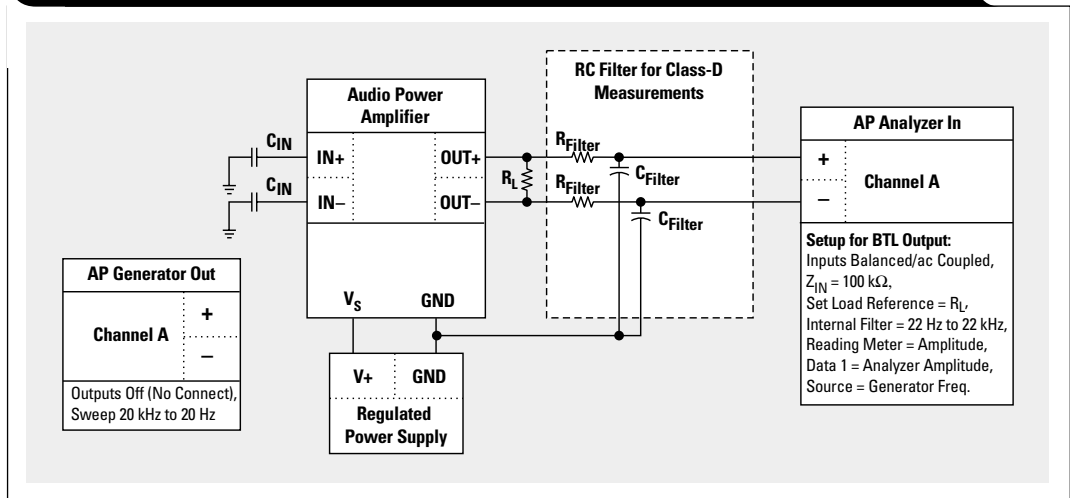 RC Filter for Class-D
Measurements
Audio Power
Amplifier
C_IN
IN+
OUT+
C_IN
IN–
OUT–
R_L
R_Filter
C_Filter
R_Filter
C_Filter
V_S
GND
AP Analyzer In
+
Channel A
–
Setup for BTL Output:
Inputs Balanced/ac Coupled,
Z_IN = 100 kΩ,
Set Load Reference = R_L,
Internal Filter = 22 Hz to 22 kHz,
Reading Meter = Amplitude,
Data 1 = Analyzer Amplitude,
Source = Generator Freq.
AP Generator Out
Channel A
+
–
Outputs Off (No Connect),
Sweep 20 kHz to 20 Hz
V+
GND
Regulated
Power Supply